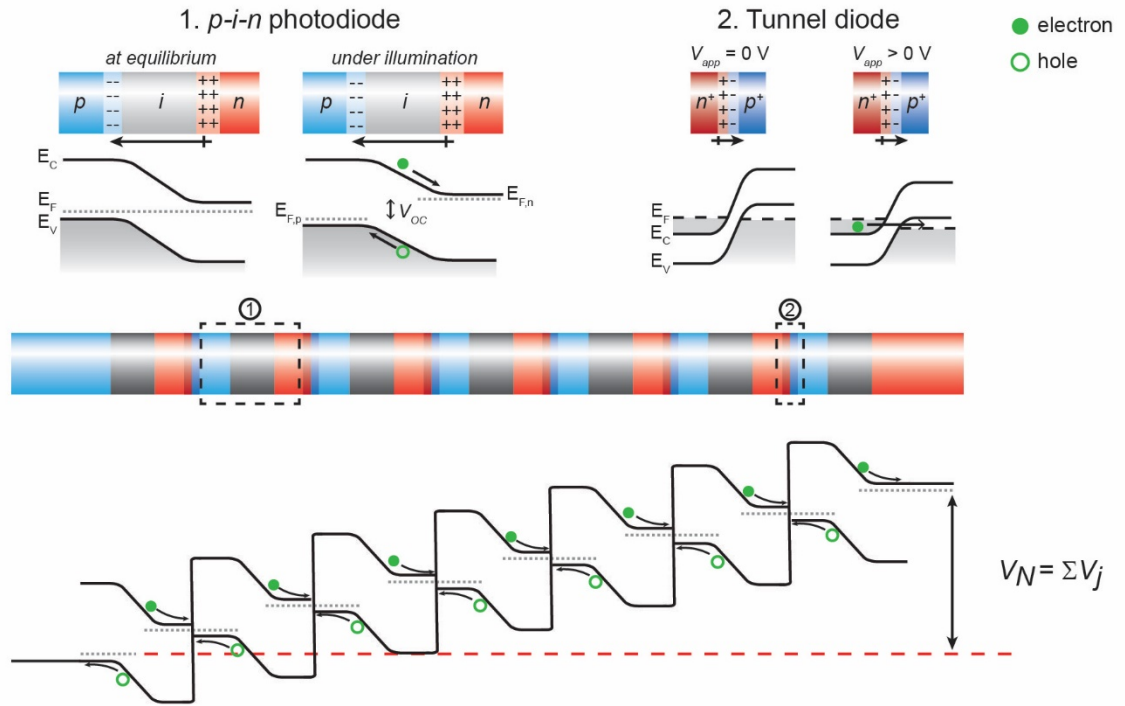 1. p-i-n photodiode
2. Tunnel diode
electron
hole
at equilibrium
under illumination
V_app = 0 V
V_app > 0 V
p -- -- -- -- i ++ ++ ++ ++ n
p -- -- -- -- i ++ ++ ++ ++ n
n+ +- +- +- +- p+
n+ +- +- +- +- p+
E_C
E_F
E_V
E_F,p
V_OC
E_F,n
E_F
E_C
E_V
1
2
V_N = ΣV_j